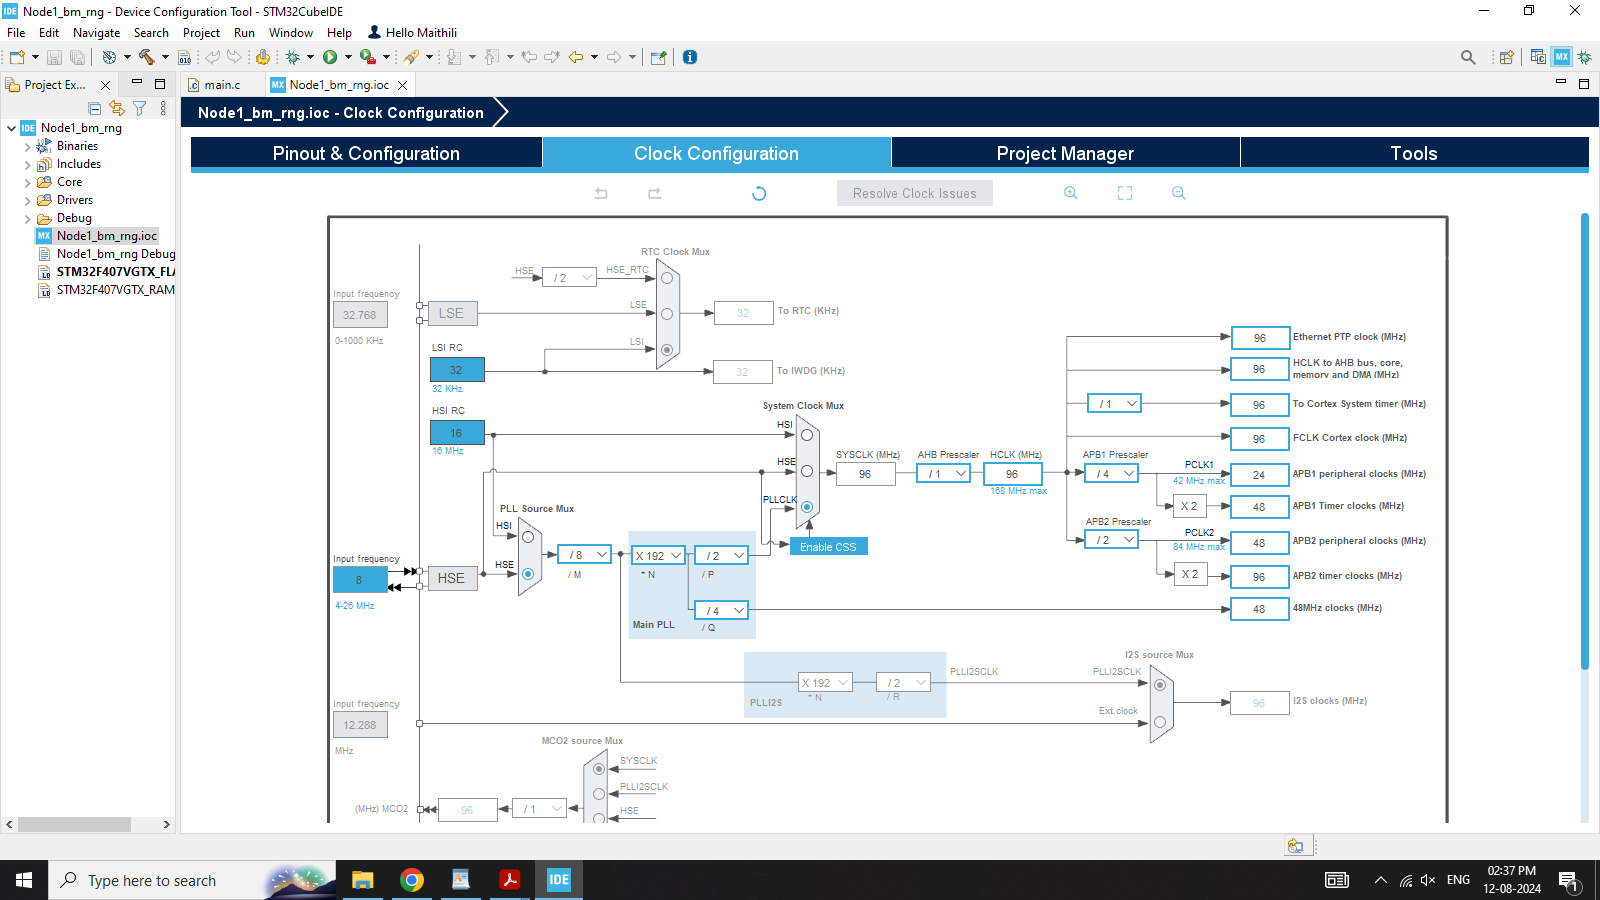 IDE Node1_bm_rng - Device Configuration Tool - STM32CubeIDE
File Edit Navigate Search Project Run Window Help Hello Maithili
Project Ex...
main.c
MX Node1_bm_rng.ioc
IDE Node1_bm_rng
Binaries
Includes
Core
Drivers
Debug
MX Node1_bm_rng.ioc
Node1_bm_rng Debug
STM32F407VGTX_FL
STM32F407VGTX_RAM
Node1_bm_rng.ioc - Clock Configuration
Pinout & Configuration
Clock Configuration
Project Manager
Tools
Resolve Clock Issues
RTC Clock Mux
HSE
/ 2
HSE_RTC
Input frequency
32.768
0-1000 KHz
LSE
LSE
32
To RTC (KHz)
LSI RC
32
32 KHz
LSI
32
To IWDG (KHz)
HSI RC
16
16 MHz
System Clock Mux
HSI
HSE
PLLCLK
Enable CSS
SYSCLK (MHz)
96
AHB Prescaler
/ 1
HCLK (MHz)
96
168 MHz max
96
Ethernet PTP clock (MHz)
96
HCLK to AHB bus, core,
memory and DMA (MHz)
/ 1
96
To Cortex System timer (MHz)
96
FCLK Cortex clock (MHz)
APB1 Prescaler
/ 4
PCLK1
42 MHz max
24
APB1 peripheral clocks (MHz)
X 2
48
APB1 Timer clocks (MHz)
APB2 Prescaler
/ 2
PCLK2
84 MHz max
48
APB2 peripheral clocks (MHz)
X 2
96
APB2 timer clocks (MHz)
48
48MHz clocks (MHz)
PLL Source Mux
HSI
HSE
Input frequency
8
4-26 MHz
HSE
/ 8
/ M
X 192
* N
/ 2
/ P
/ 4
/ Q
Main PLL
PLLI2S
X 192
* N
/ 2
/ R
PLLI2SCLK
I2S source Mux
PLLI2SCLK
Ext.clock
96
I2S clocks (MHz)
Input frequency
12.288
MHz
MCO2 source Mux
SYSCLK
PLLI2SCLK
HSE
(MHz) MCO2
96
/ 1
Type here to search
IDE
ENG
02:37 PM
12-08-2024
1